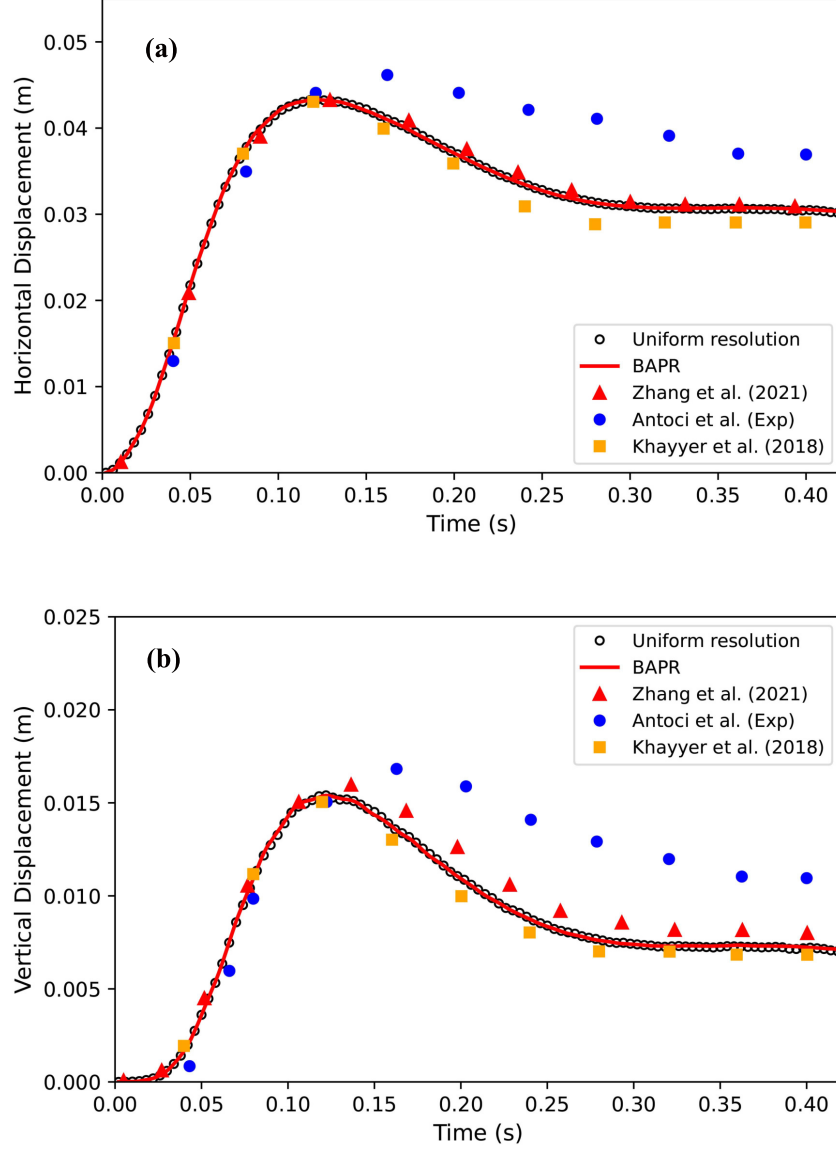 (a)
Horizontal Displacement (m)
0.05
0.04
0.03
0.02
0.01
0.00
Uniform resolution
BAPR
Zhang et al. (2021)
Antoci et al. (Exp)
Khayyer et al. (2018)
0.00 0.05 0.10 0.15 0.20 0.25 0.30 0.35 0.40
Time (s)
(b)
Vertical Displacement (m)
0.025
0.020
0.015
0.010
0.005
0.000
Uniform resolution
BAPR
Zhang et al. (2021)
Antoci et al. (Exp)
Khayyer et al. (2018)
0.00 0.05 0.10 0.15 0.20 0.25 0.30 0.35 0.40
Time (s)